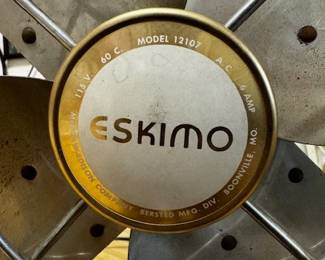 115 V. 60 C. MODEL 12107 A.C. .6 AMP
ESKIMO
COMPANY BERSTED MFG. DIV. BOONVILLE, MO.